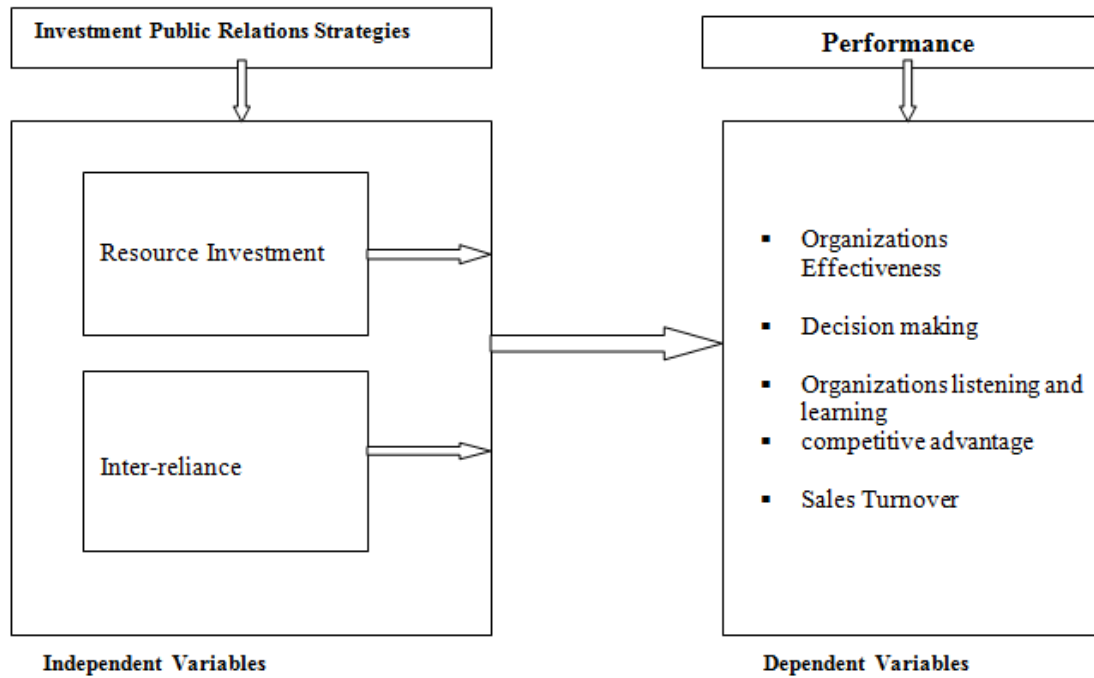 Investment Public Relations Strategies
Performance
Resource Investment
Inter-reliance
▪ Organizations
Effectiveness
▪ Decision making
▪ Organizations listening and
learning
▪ competitive advantage
▪ Sales Turnover
Independent Variables
Dependent Variables